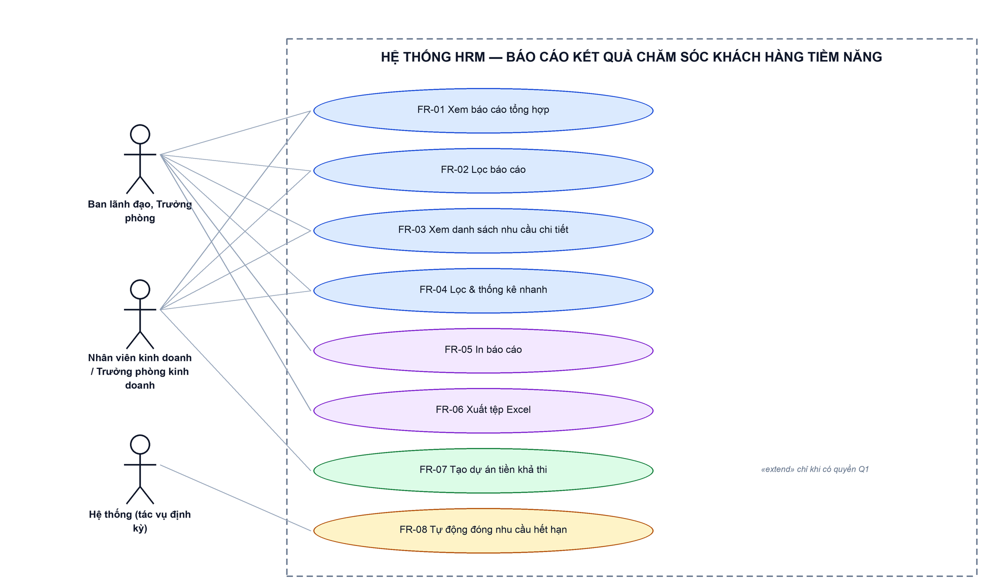 HỆ THỐNG HRM — BÁO CÁO KẾT QUẢ CHĂM SÓC KHÁCH HÀNG TIỀM NĂNG
FR-01 Xem báo cáo tổng hợp
FR-02 Lọc báo cáo
Ban lãnh đạo, Trưởng
phòng
FR-03 Xem danh sách nhu cầu chi tiết
FR-04 Lọc & thống kê nhanh
FR-05 In báo cáo
Nhân viên kinh doanh
/ Trưởng phòng kinh
doanh
FR-06 Xuất tệp Excel
FR-07 Tạo dự án tiền khả thi
«extend» chỉ khi có quyền Q1
Hệ thống (tác vụ định
kỳ)
FR-08 Tự động đóng nhu cầu hết hạn